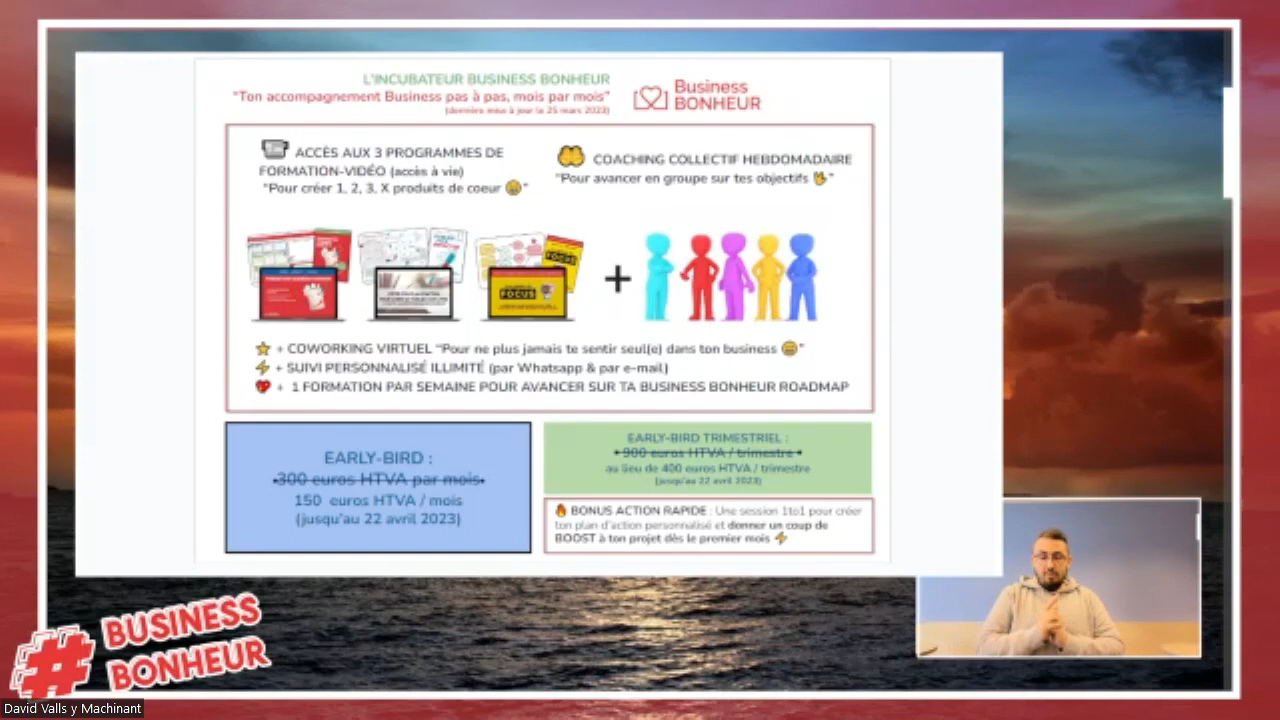 L'INCUBATEUR BUSINESS BONHEUR
"Ton accompagnement Business pas à pas, mois par mois"
(dernière mise à jour le 25 mars 2023)
Business
BONHEUR
ACCÈS AUX 3 PROGRAMMES DE
FORMATION-VIDÉO (accès à vie)
"Pour créer 1, 2, 3, X produits de coeur 😀"
COACHING COLLECTIF HEBDOMADAIRE
"Pour avancer en groupe sur tes objectifs 🖖"
FOCUS
FOCUS
+
⭐ + COWORKING VIRTUEL "Pour ne plus jamais te sentir seul(e) dans ton business 😀"
⚡ + SUIVI PERSONNALISÉ ILLIMITÉ (par Whatsapp & par e-mail)
❤ + 1 FORMATION PAR SEMAINE POUR AVANCER SUR TA BUSINESS BONHEUR ROADMAP
EARLY-BIRD :
300 euros HTVA par mois
150 euros HTVA / mois
(jusqu'au 22 avril 2023)
EARLY-BIRD TRIMESTRIEL :
900 euros HTVA / trimestre
au lieu de 400 euros HTVA / trimestre
(jusqu'au 22 avril 2023)
🔥 BONUS ACTION RAPIDE : Une session 1to1 pour créer
ton plan d'action personnalisé et donner un coup de
BOOST à ton projet dès le premier mois ⚡
# BUSINESS
BONHEUR
David Valls y Machinant